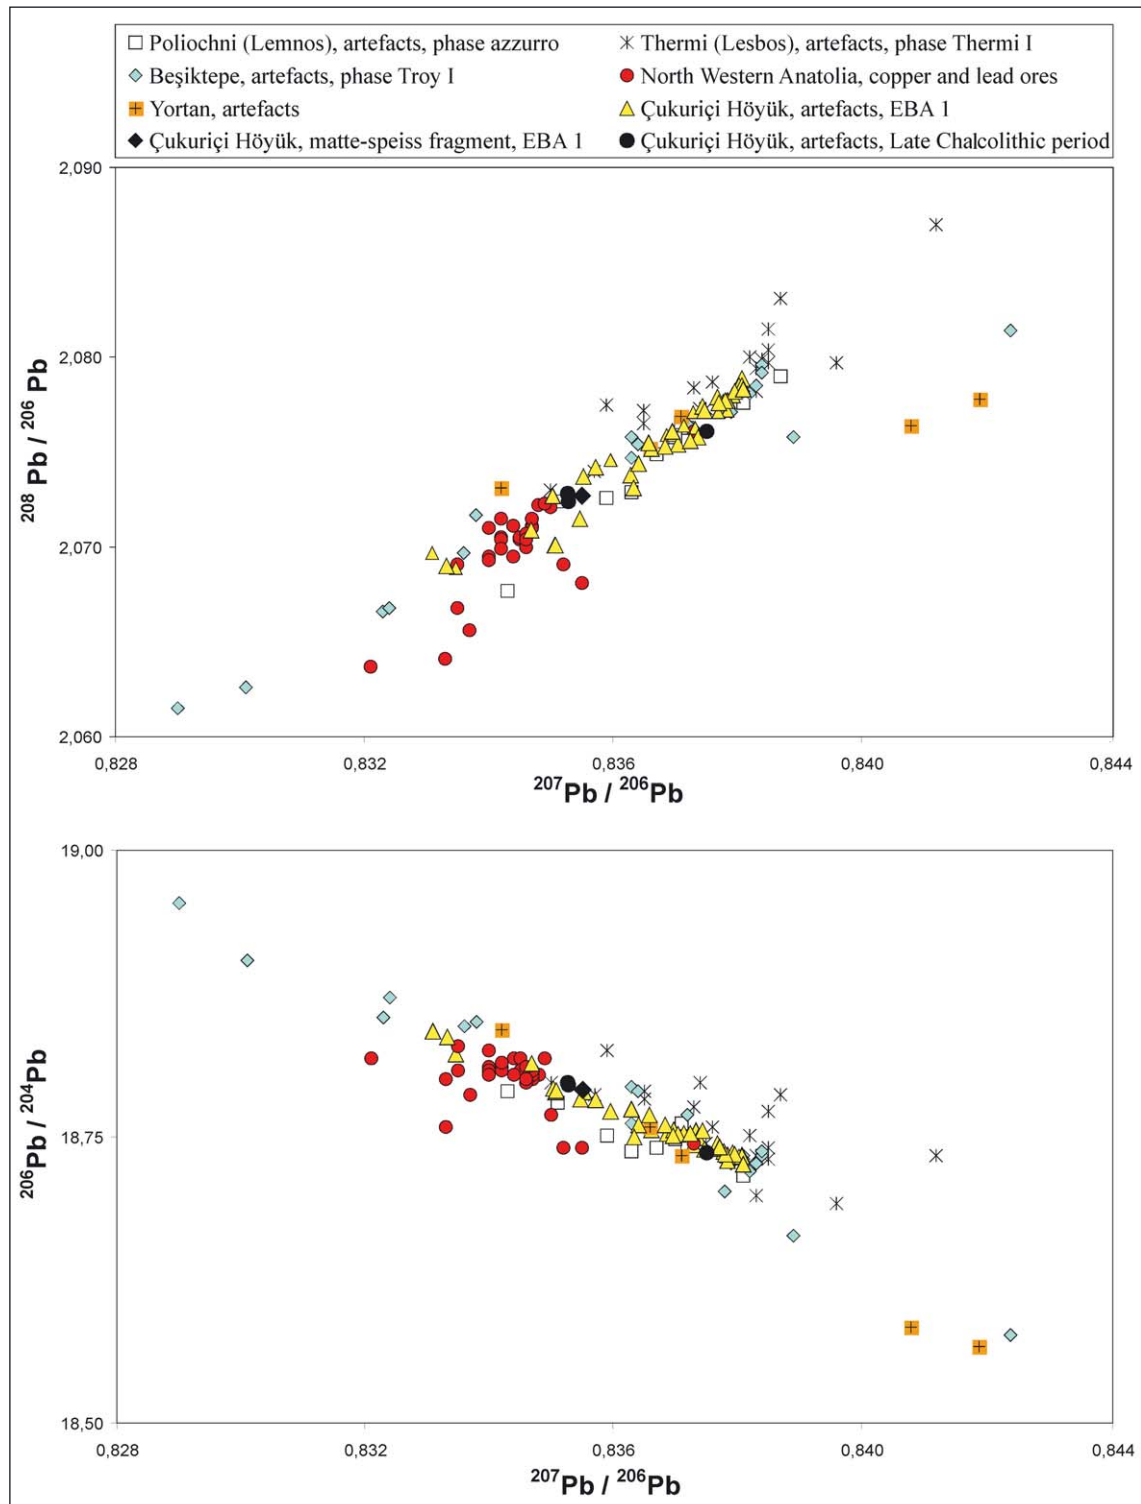 Poliochni (Lemnos), artefacts, phase azzurro
Thermi (Lesbos), artefacts, phase Thermi I
Beşiktepe, artefacts, phase Troy I
North Western Anatolia, copper and lead ores
Yortan, artefacts
Çukuriçi Höyük, artefacts, EBA 1
Çukuriçi Höyük, matte-speiss fragment, EBA 1
Çukuriçi Höyük, artefacts, Late Chalcolithic period
2,090
2,080
2,070
2,060
208 Pb / 206 Pb
0,828
0,832
0,836
0,840
0,844
207Pb / 206Pb
19,00
18,75
18,50
206Pb / 204Pb
0,828
0,832
0,836
0,840
0,844
207Pb / 206Pb